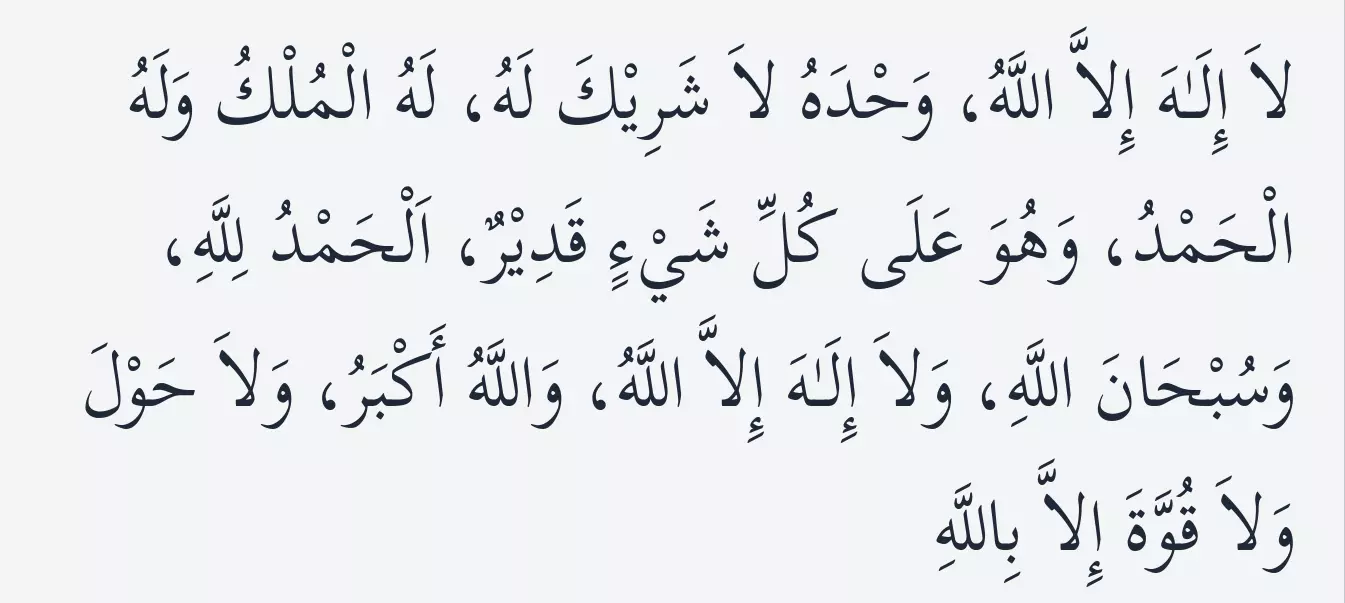 لاَ إِلَـٰهَ إِلاَّ اللَّهُ، وَحْدَهُ لاَ شَرِيْكَ لَهُ، لَهُ الْمُلْكُ وَلَهُ
الْحَمْدُ، وَهُوَ عَلَى كُلِّ شَيْءٍ قَدِيْرٌ، اَلْحَمْدُ لِلَّهِ،
وَسُبْحَانَ اللَّهِ، وَلاَ إِلَـٰهَ إِلاَّ اللَّهُ، وَاللَّهُ أَكْبَرُ، وَلاَ حَوْلَ
وَلاَ قُوَّةَ إِلاَّ بِاللَّهِ